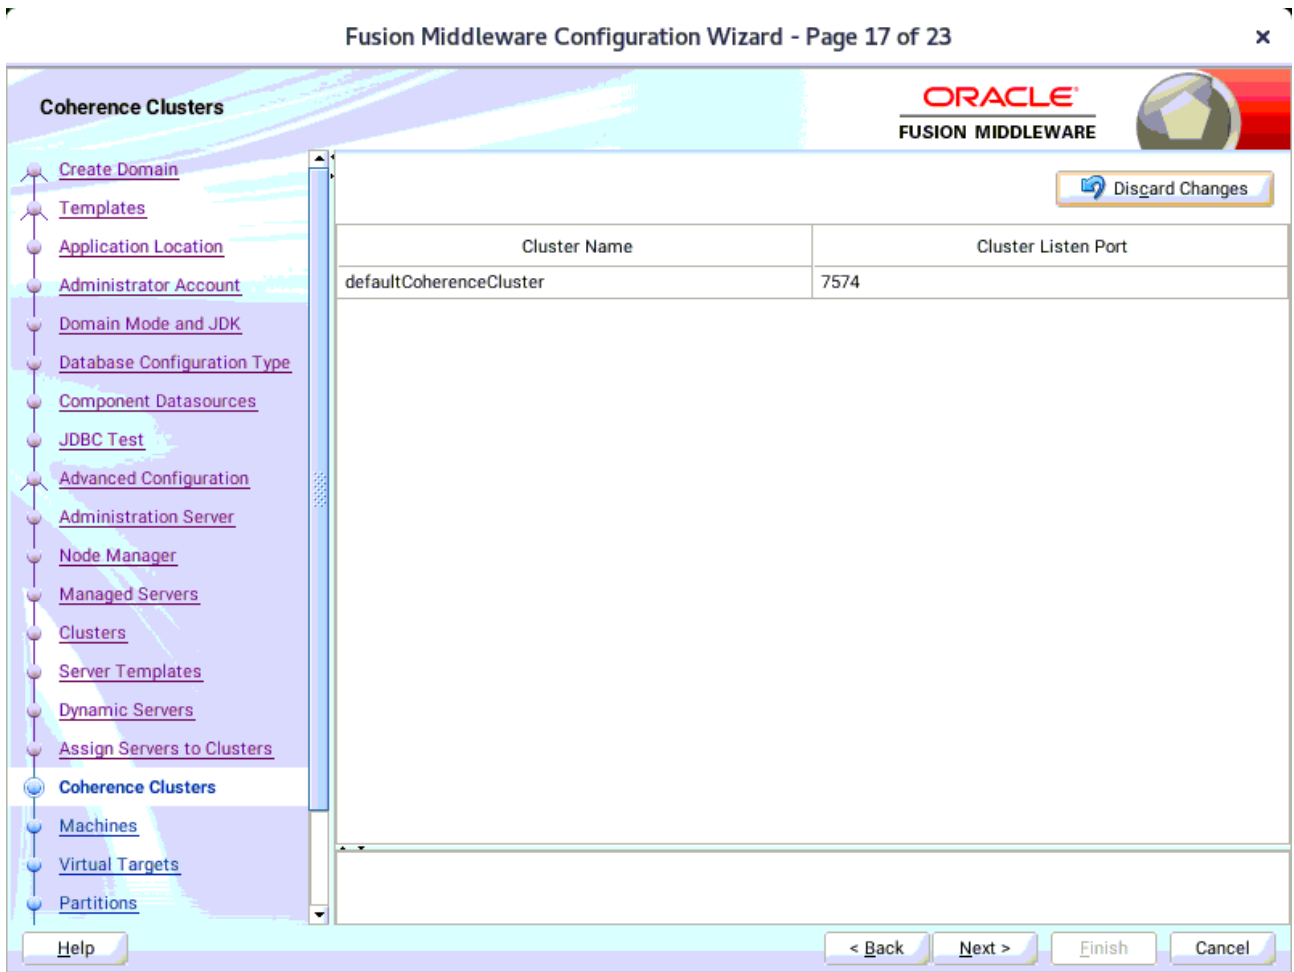 Fusion Middleware Configuration Wizard - Page 17 of 23
Coherence Clusters
ORACLE
FUSION MIDDLEWARE
Create Domain
Templates
Application Location
Administrator Account
Domain Mode and JDK
Database Configuration Type
Component Datasources
JDBC Test
Advanced Configuration
Administration Server
Node Manager
Managed Servers
Clusters
Server Templates
Dynamic Servers
Assign Servers to Clusters
Coherence Clusters
Machines
Virtual Targets
Partitions
Discard Changes
Cluster Name Cluster Listen Port
defaultCoherenceCluster 7574
Help < Back Next > Finish Cancel